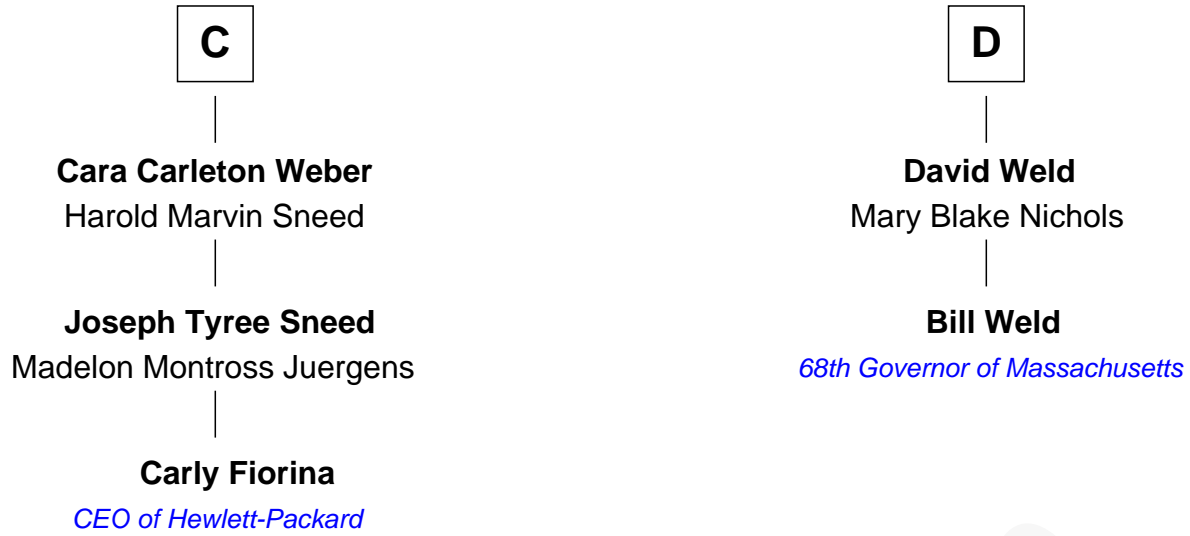 C
Cara Carleton Weber
Harold Marvin Sneed
Joseph Tyree Sneed
Madelon Montross Juergens
Carly Fiorina
CEO of Hewlett-Packard
D
David Weld
Mary Blake Nichols
Bill Weld
68th Governor of Massachusetts